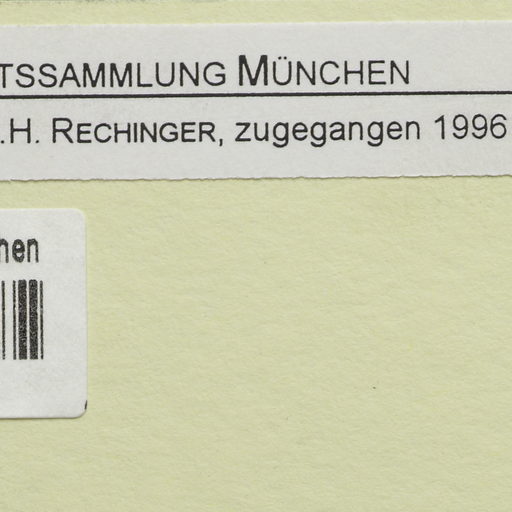 TSSAMMLUNG MÜNCHEN
.H. RECHINGER, zugegangen 1996
hen